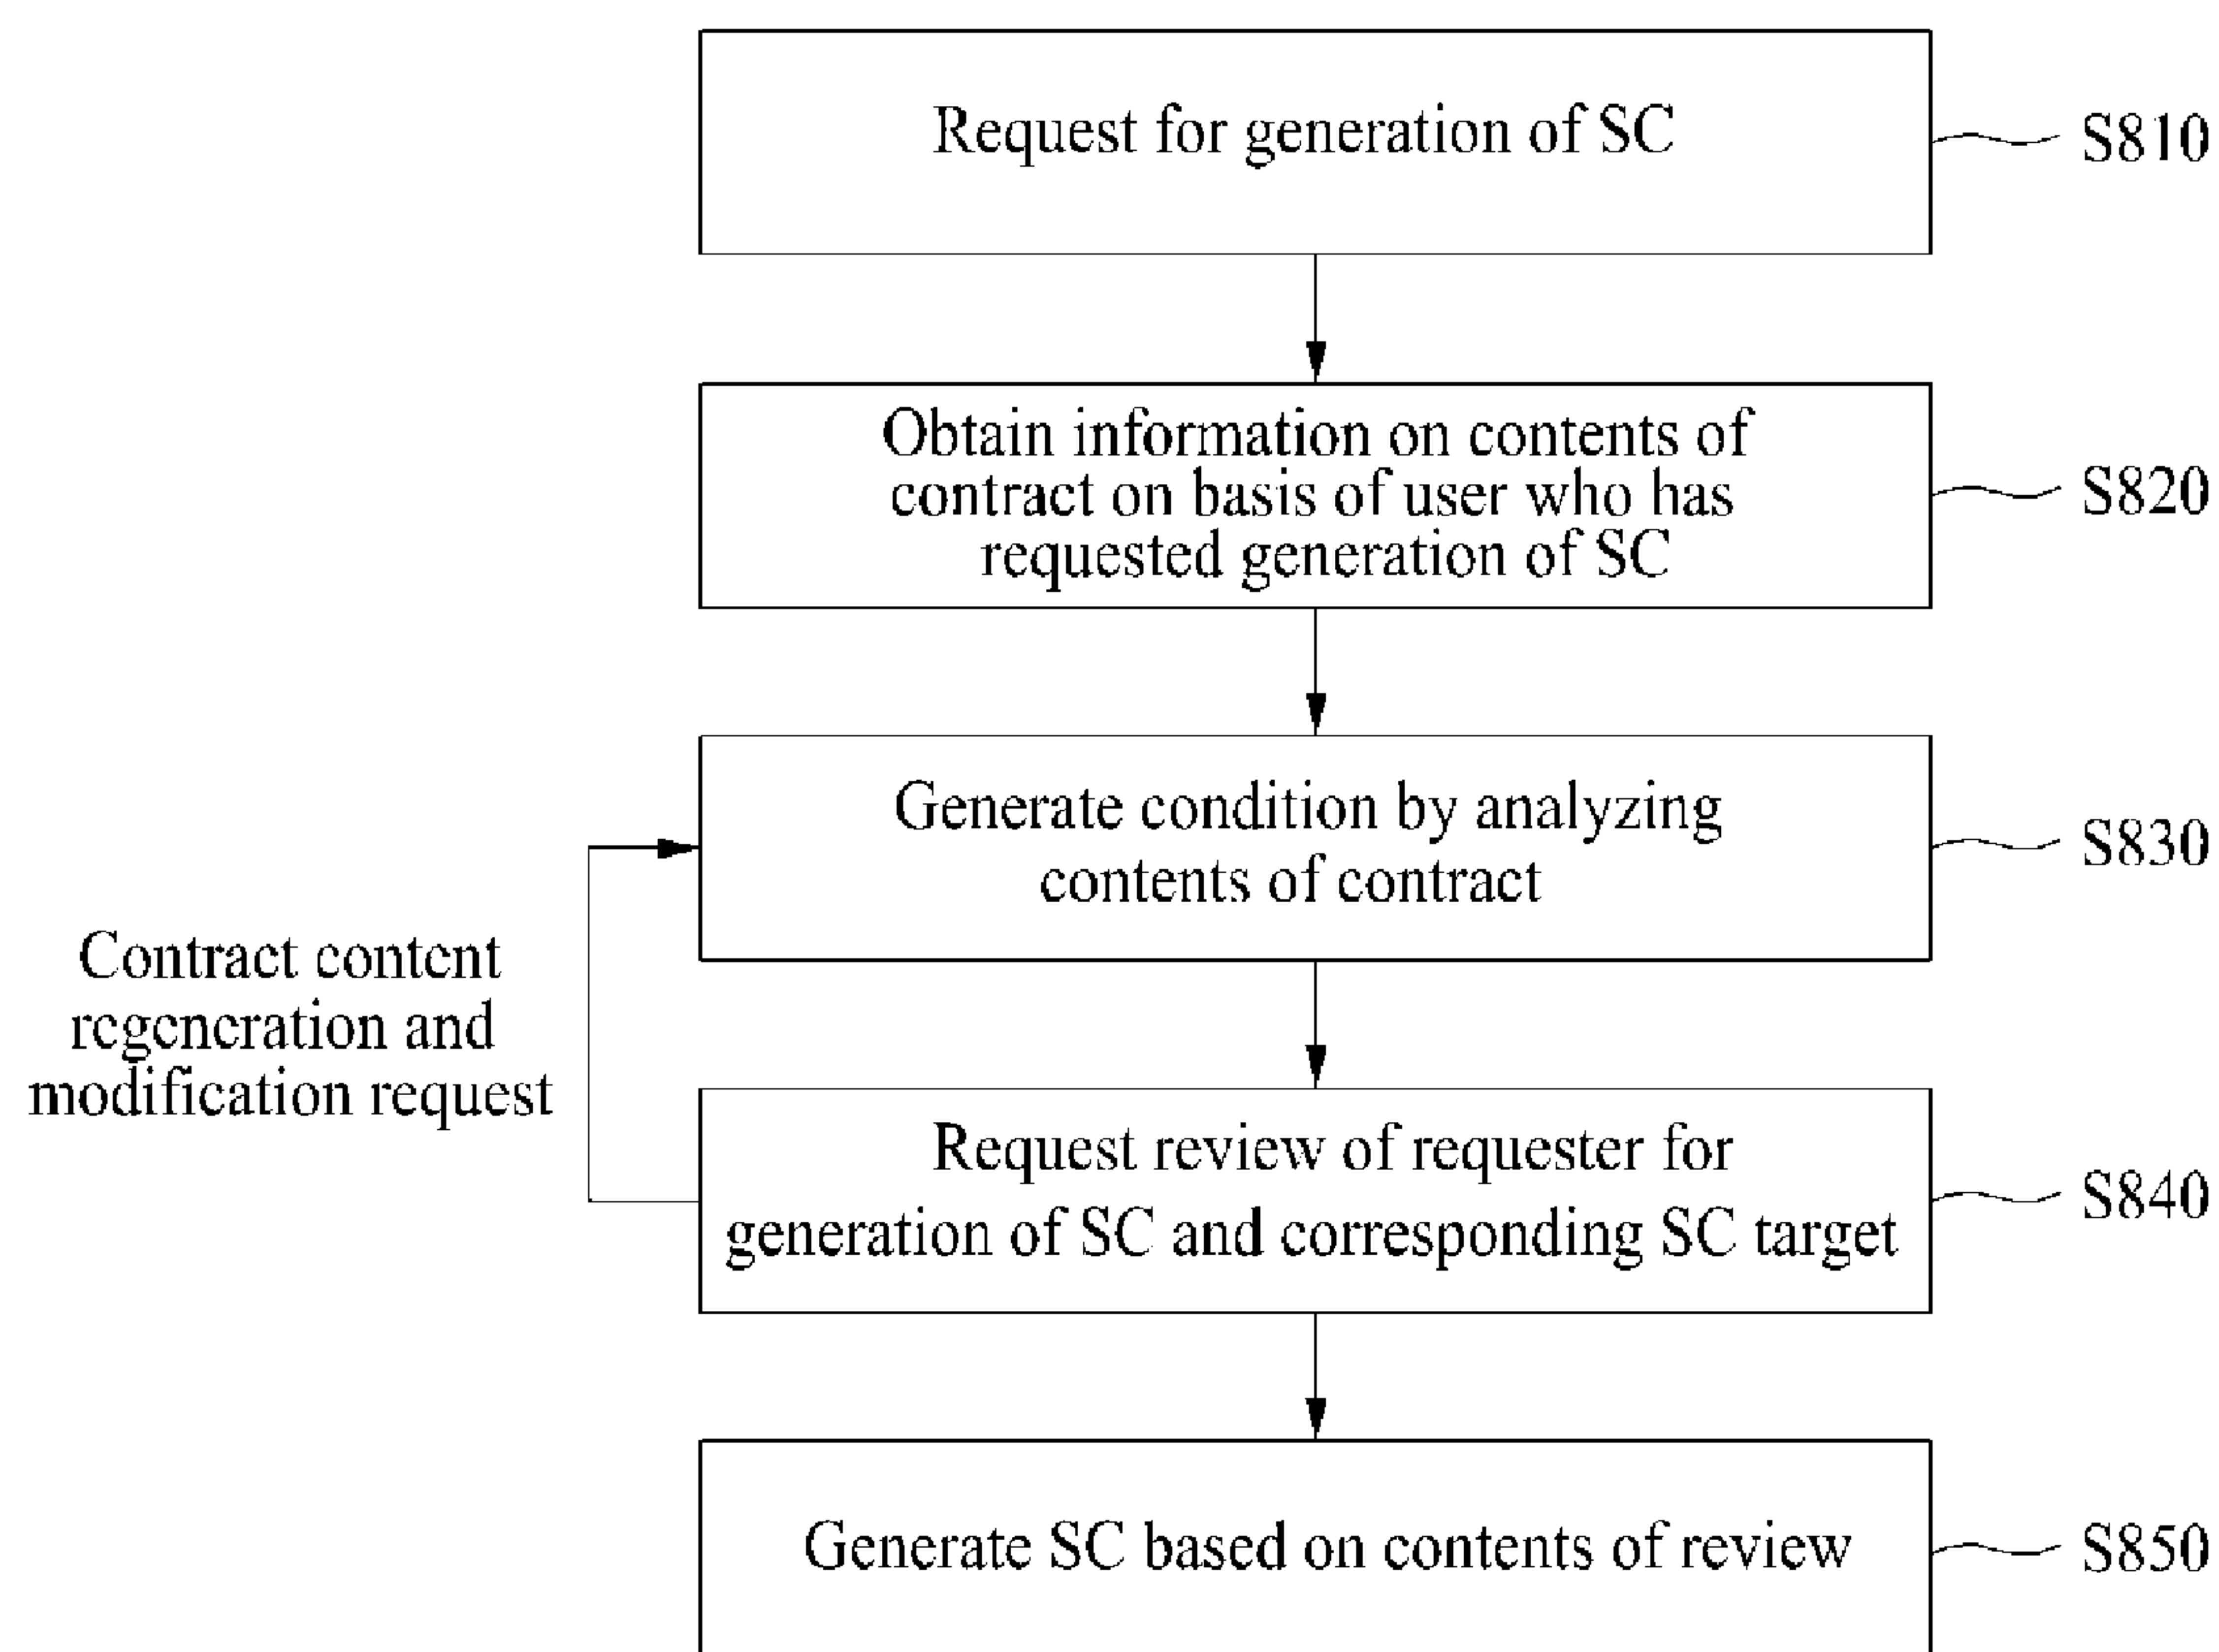 Request for generation of SC
S810
Obtain information on contents of
contract on basis of user who has
requested generation of SC
S820
Generate condition by analyzing
contents of contract
S830
Contract content
regeneration and
modification request
Request review of requester for
generation of SC and corresponding SC target
S840
Generate SC based on contents of review
S850